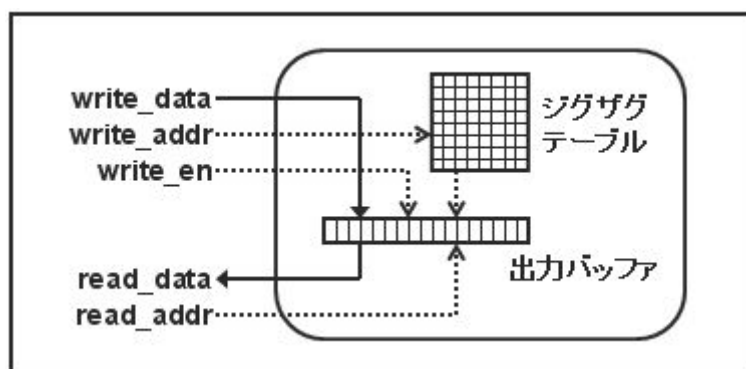 write_data
write_addr
write_en
ジグザグ
テーブル
read_data
read_addr
出力バッファ